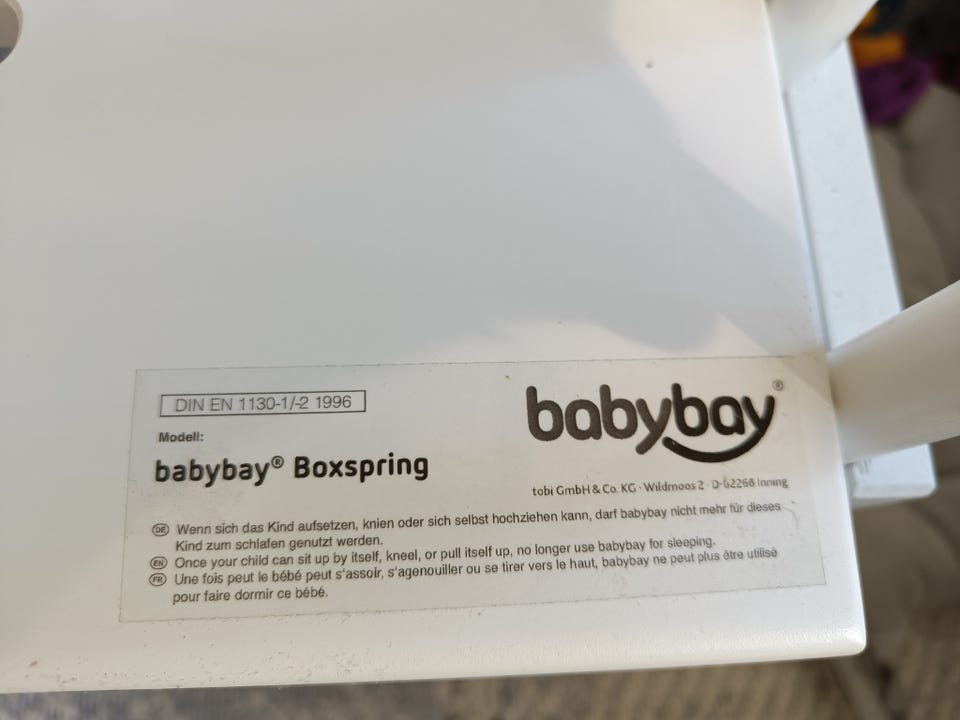 DIN EN 1130-1/-2 1996
babybay®
Modell:
babybay® Boxspring
tobi GmbH & Co. KG · Wildmoos 2 · D-82266 Inning
DE Wenn sich das Kind aufsetzen, knien oder sich selbst hochziehen kann, darf babybay nicht mehr für dieses
Kind zum schlafen genutzt werden.
EN Once your child can sit up by itself, kneel, or pull itself up, no longer use babybay for sleeping.
FR Une fois peut le bébé peut s'assoir, s'agenouiller ou se tirer vers le haut, babybay ne peut plus être utilisé
pour faire dormir ce bébé.